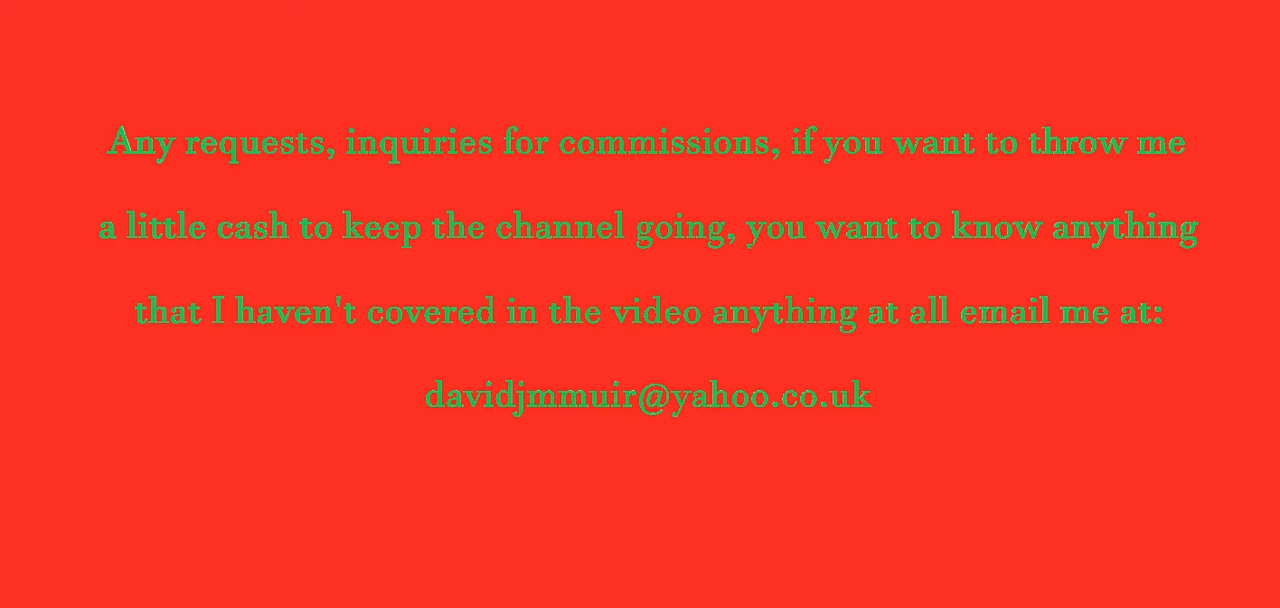 Any requests, inquiries for commissions, if you want to throw me
a little cash to keep the channel going, you want to know anything
that I haven't covered in the video anything at all email me at:
davidjmmuir@yahoo.co.uk